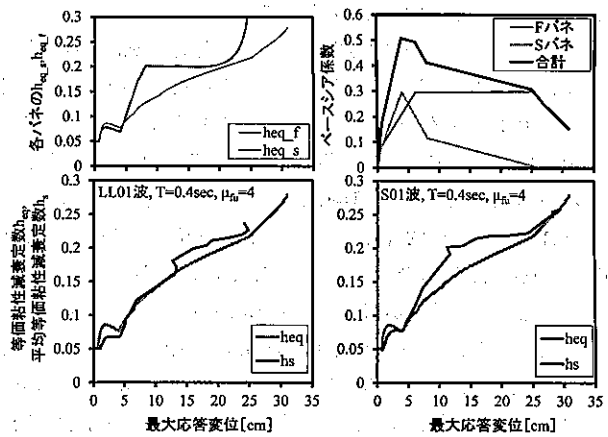 各バネのheq_s,heq_f
0.3
0.2
0.1
0
heq_f
heq_s
ベースシア係数
0.6
0.5
0.4
0.3
0.2
0.1
0
Fバネ
Sバネ
合計
等価粘性減衰定数heq,
平均等価粘性減衰定数hs
0.3
0.25
0.2
0.15
0.1
0.05
0
LL01波, T=0.4sec, μfu=4
heq
hs
0 5 10 15 20 25 30 35
最大応答変位[cm]
0.3
0.25
0.2
0.15
0.1
0.05
0
S01波, T=0.4sec, μfu=4
heq
hs
0 5 10 15 20 25 30 35
最大応答変位[cm]